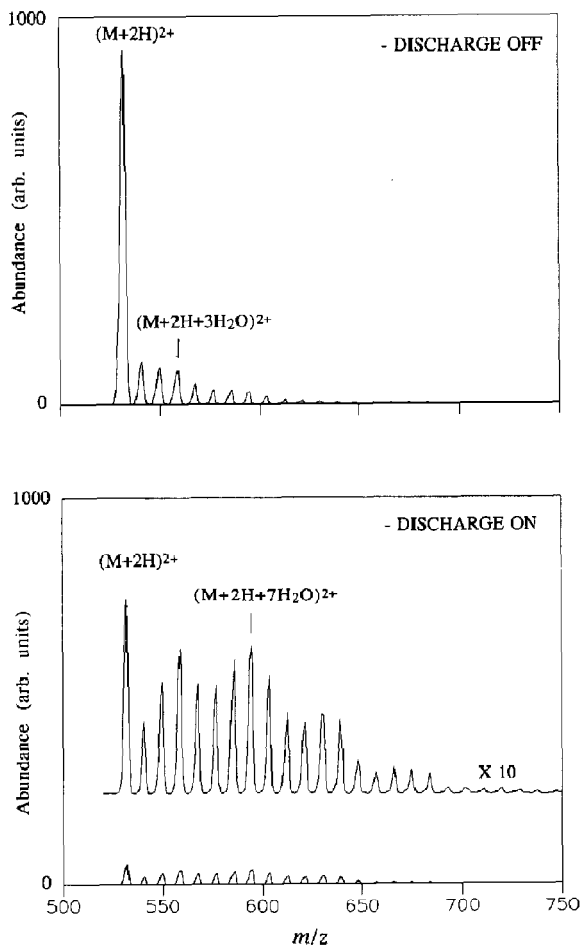 1000
(M+2H)²⁺
- DISCHARGE OFF
Abundance (arb. units)
(M+2H+3H₂O)²⁺
0
1000
- DISCHARGE ON
(M+2H)²⁺
(M+2H+7H₂O)²⁺
Abundance (arb. units)
X 10
0
500 550 600 650 700 750
m/z